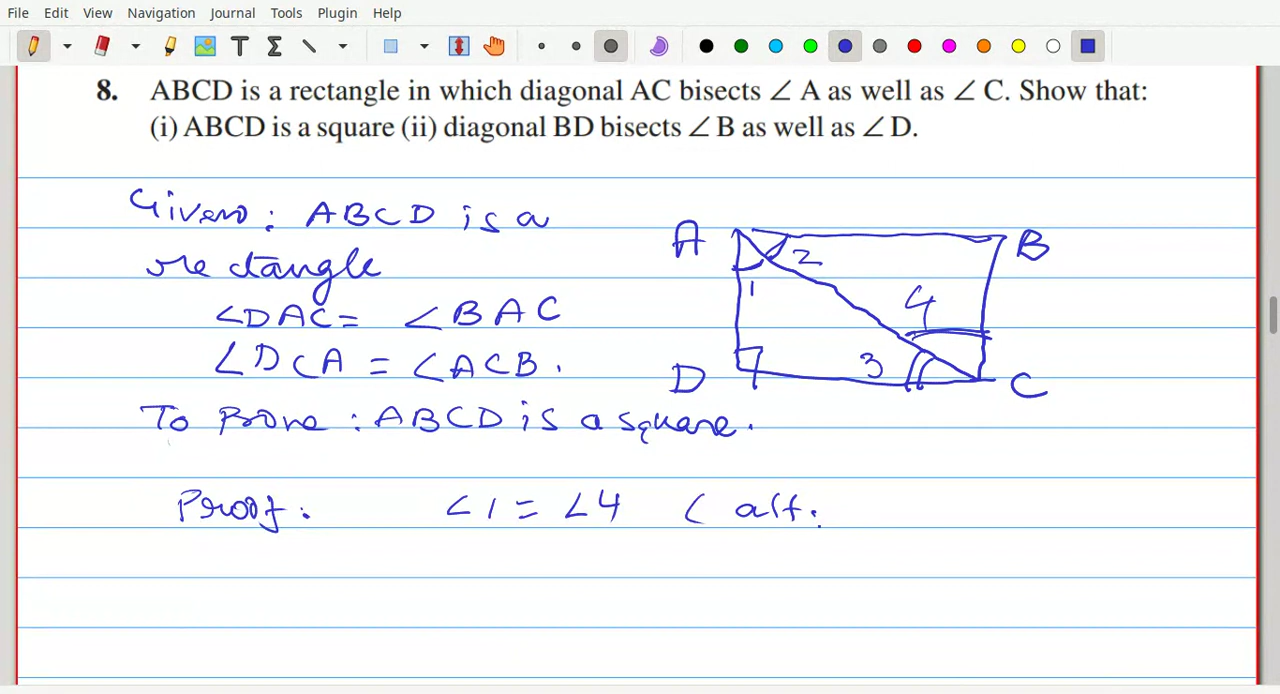 File Edit View Navigation Journal Tools Plugin Help
8. ABCD is a rectangle in which diagonal AC bisects ∠ A as well as ∠ C. Show that:
(i) ABCD is a square (ii) diagonal BD bisects ∠ B as well as ∠ D.
Given : ABCD is a
rectangle
∠DAC = ∠BAC
∠DCA = ∠ACB .
To Prove : ABCD is a square .
A B
2
1
4
3
D C
Proof : ∠1 = ∠4 ( alt .